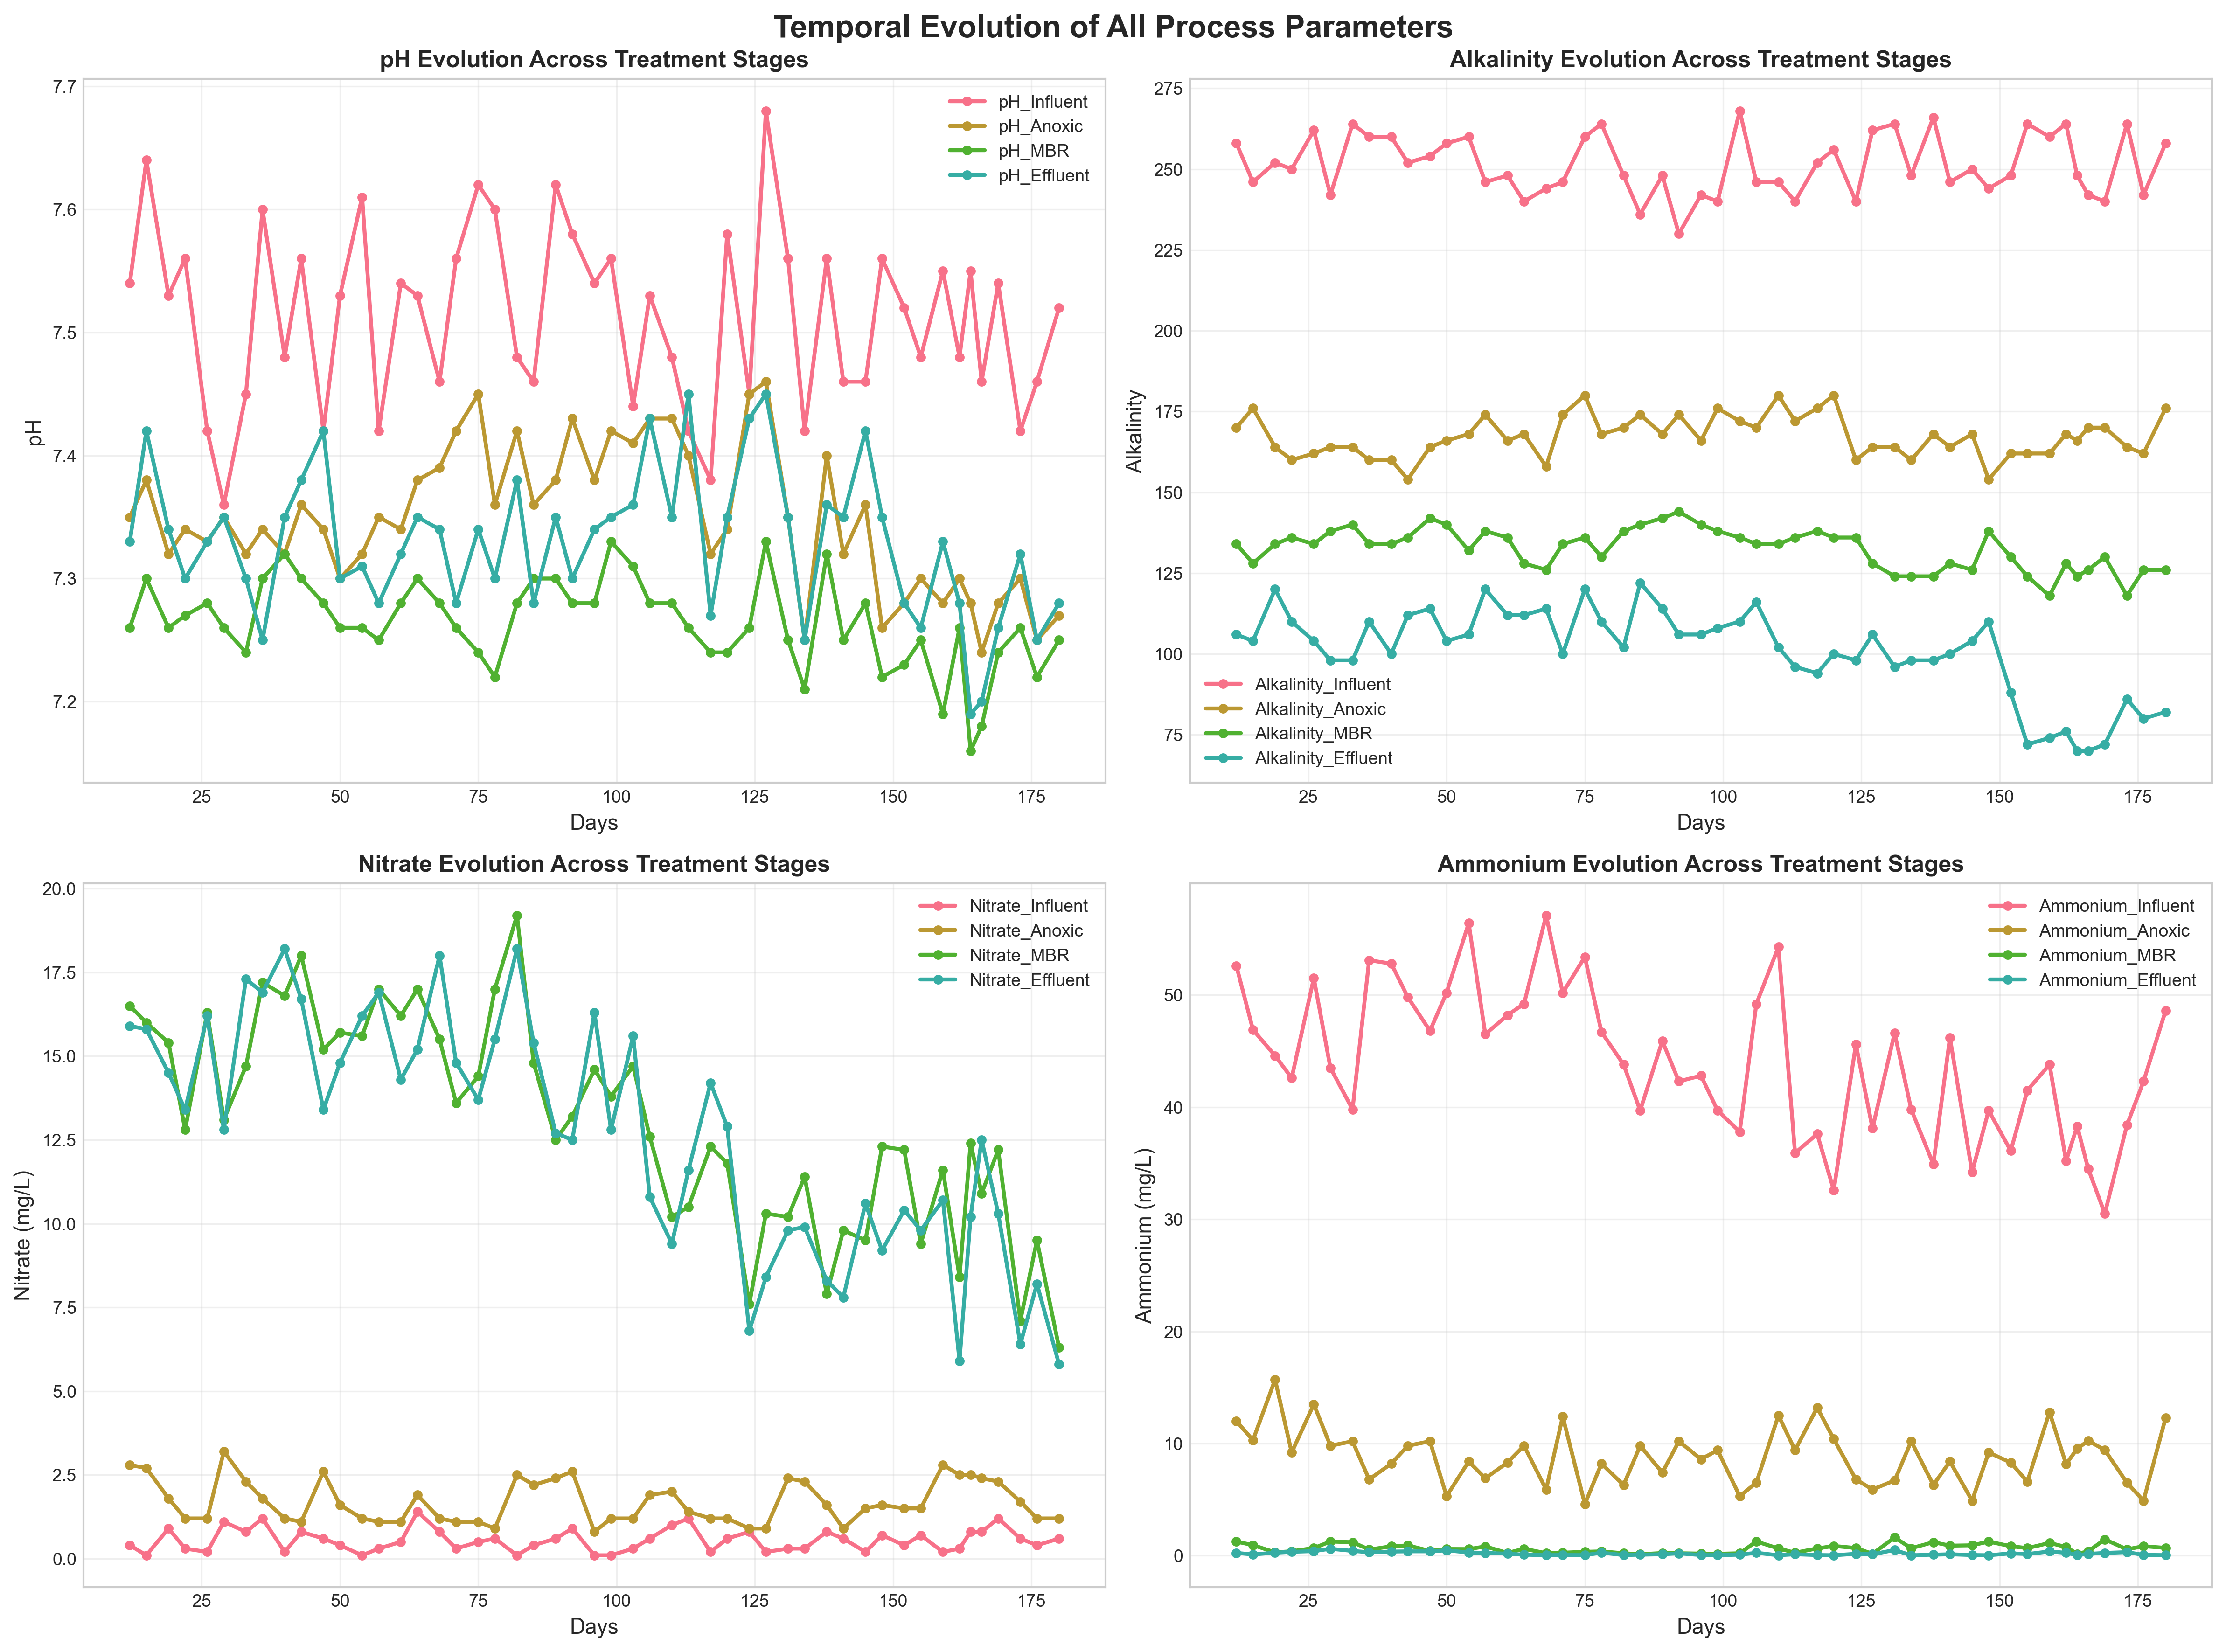 Temporal Evolution of All Process Parameters
pH Evolution Across Treatment Stages
7.7
7.6
7.5
7.4
7.3
7.2
pH
pH_Influent
pH_Anoxic
pH_MBR
pH_Effluent
25 50 75 100 125 150 175
Days
Alkalinity Evolution Across Treatment Stages
275
250
225
200
175
150
125
100
75
Alkalinity
Alkalinity_Influent
Alkalinity_Anoxic
Alkalinity_MBR
Alkalinity_Effluent
25 50 75 100 125 150 175
Days
Nitrate Evolution Across Treatment Stages
20.0
17.5
15.0
12.5
10.0
7.5
5.0
2.5
0.0
Nitrate (mg/L)
Nitrate_Influent
Nitrate_Anoxic
Nitrate_MBR
Nitrate_Effluent
25 50 75 100 125 150 175
Days
Ammonium Evolution Across Treatment Stages
50
40
30
20
10
0
Ammonium (mg/L)
Ammonium_Influent
Ammonium_Anoxic
Ammonium_MBR
Ammonium_Effluent
25 50 75 100 125 150 175
Days